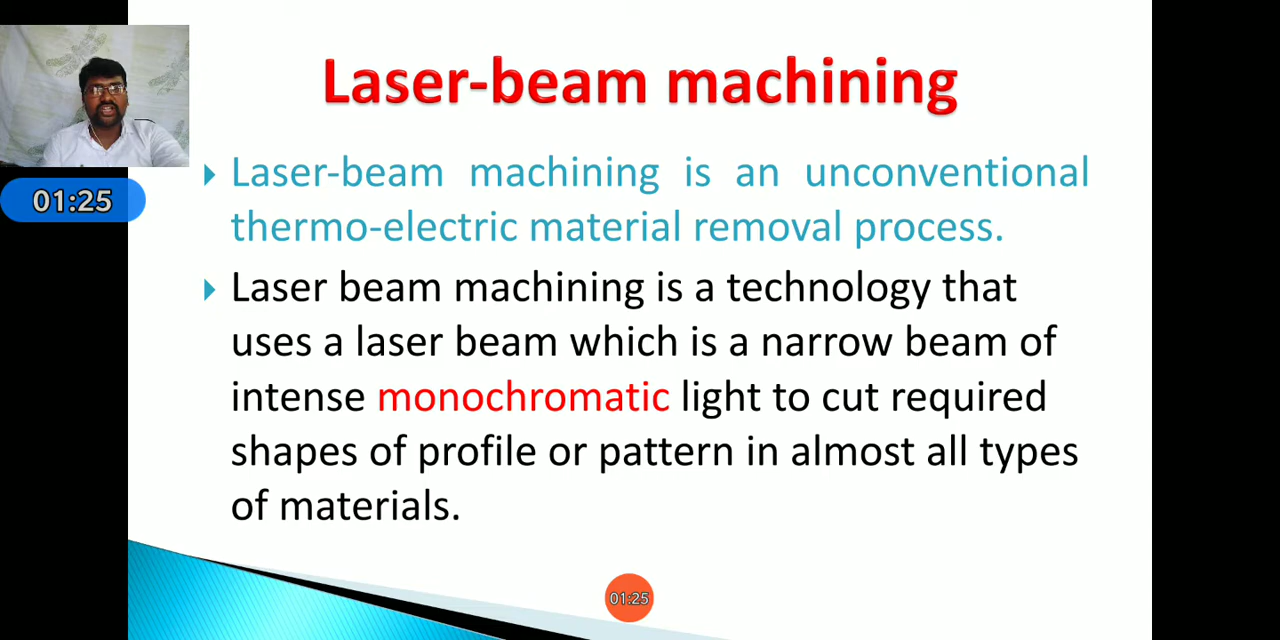 Laser-beam machining
Laser-beam machining is an unconventional
thermo-electric material removal process.
01:25
Laser beam machining is a technology that
uses a laser beam which is a narrow beam of
intense monochromatic light to cut required
shapes of profile or pattern in almost all types
of materials.
01:25